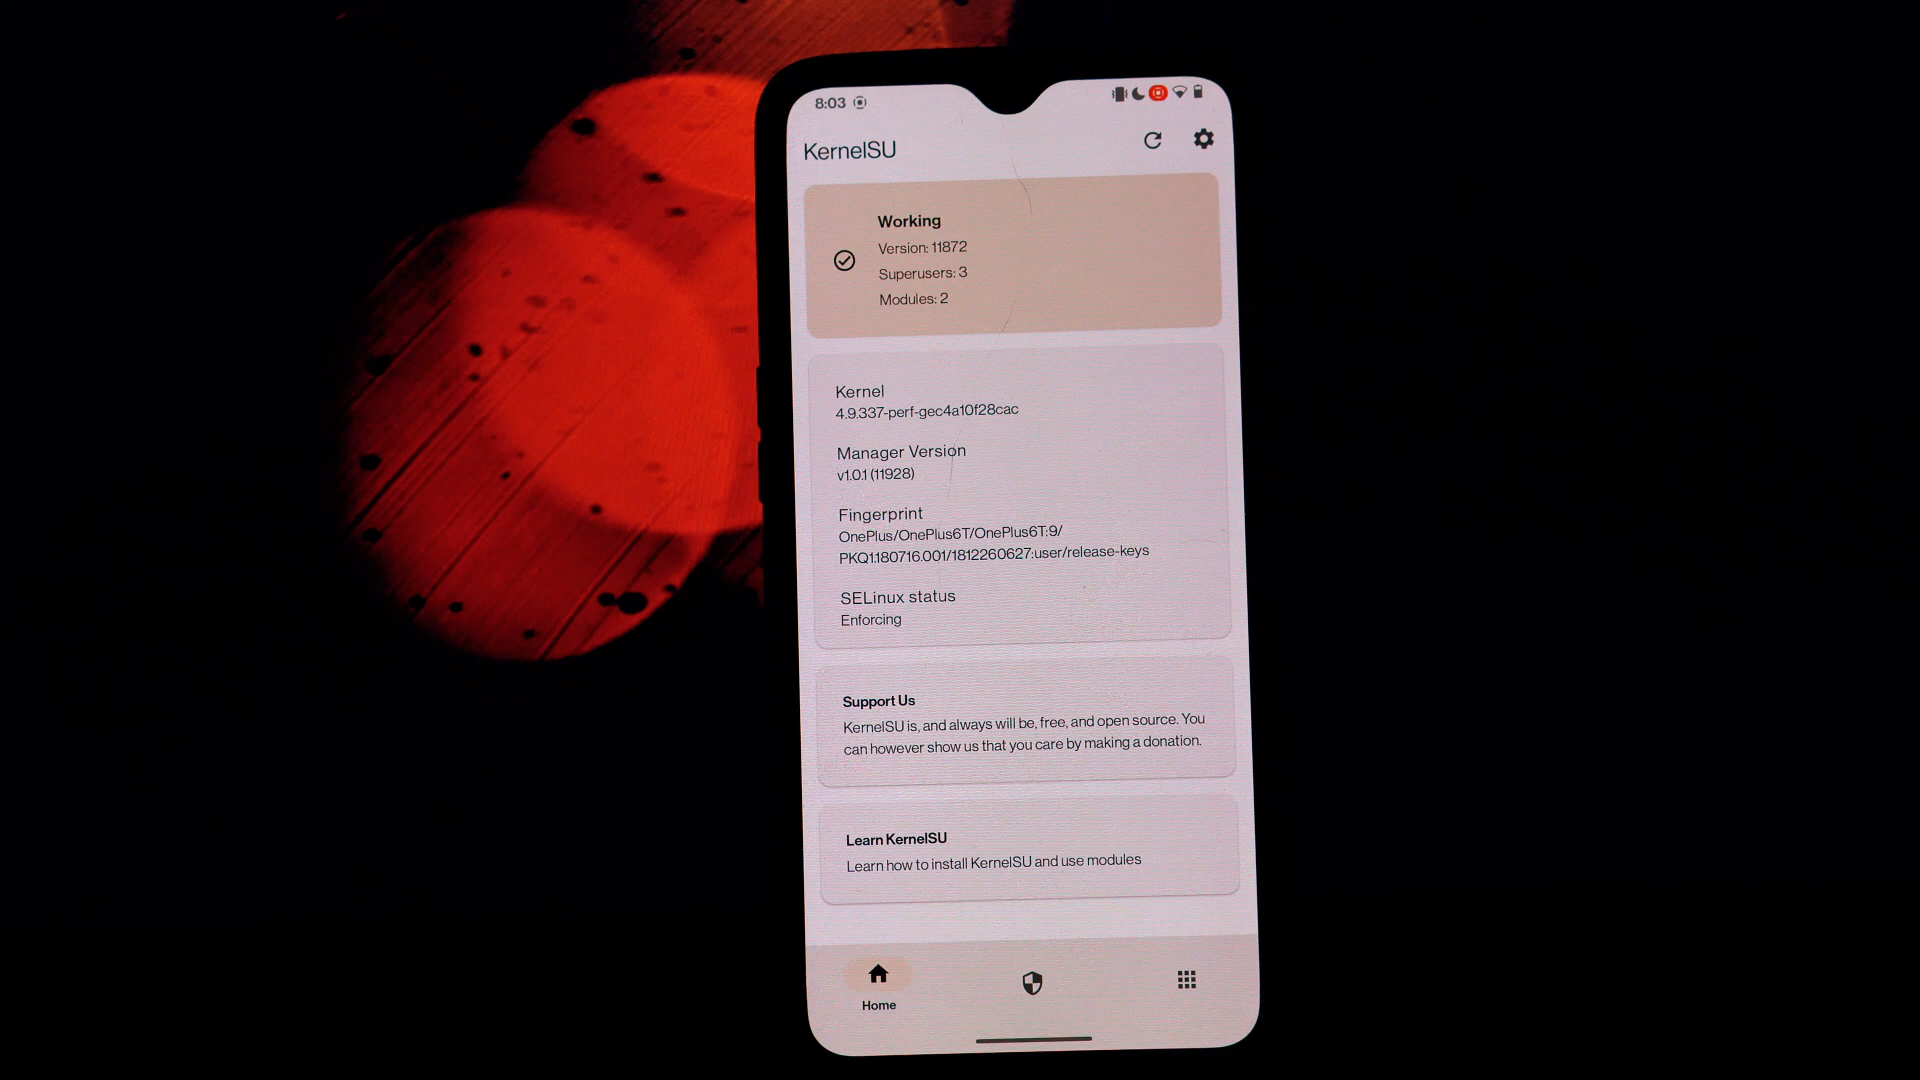 8:03
KernelSU
Working
Version: 11872
Superusers: 3
Modules: 2
Kernel
4.9.337-perf-gec4a10f28cac
Manager Version
v1.0.1 (11928)
Fingerprint
OnePlus/OnePlus6T/OnePlus6T:9/
PKQ1.180716.001/1812260627:user/release-keys
SELinux status
Enforcing
Support Us
KernelSU is, and always will be, free, and open source. You
can however show us that you care by making a donation.
Learn KernelSU
Learn how to install KernelSU and use modules
Home